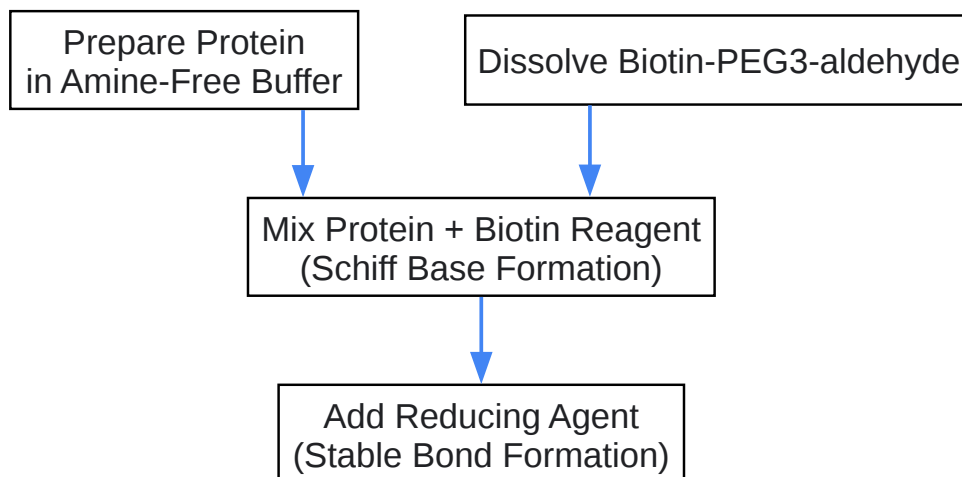 Prepare Protein
in Amine-Free Buffer
Dissolve Biotin-PEG3-aldehyde
Mix Protein + Biotin Reagent
(Schiff Base Formation)
Add Reducing Agent
(Stable Bond Formation)